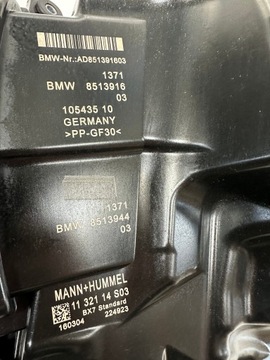 BMW-Nr.:AD851391603
1371
BMW 8513916
03
105435 10
GERMANY
>PP-GF30<
1371
BMW 8513944
03
MANN+HUMMEL
11 321 14 S03
BX7 Standard
160304 224923